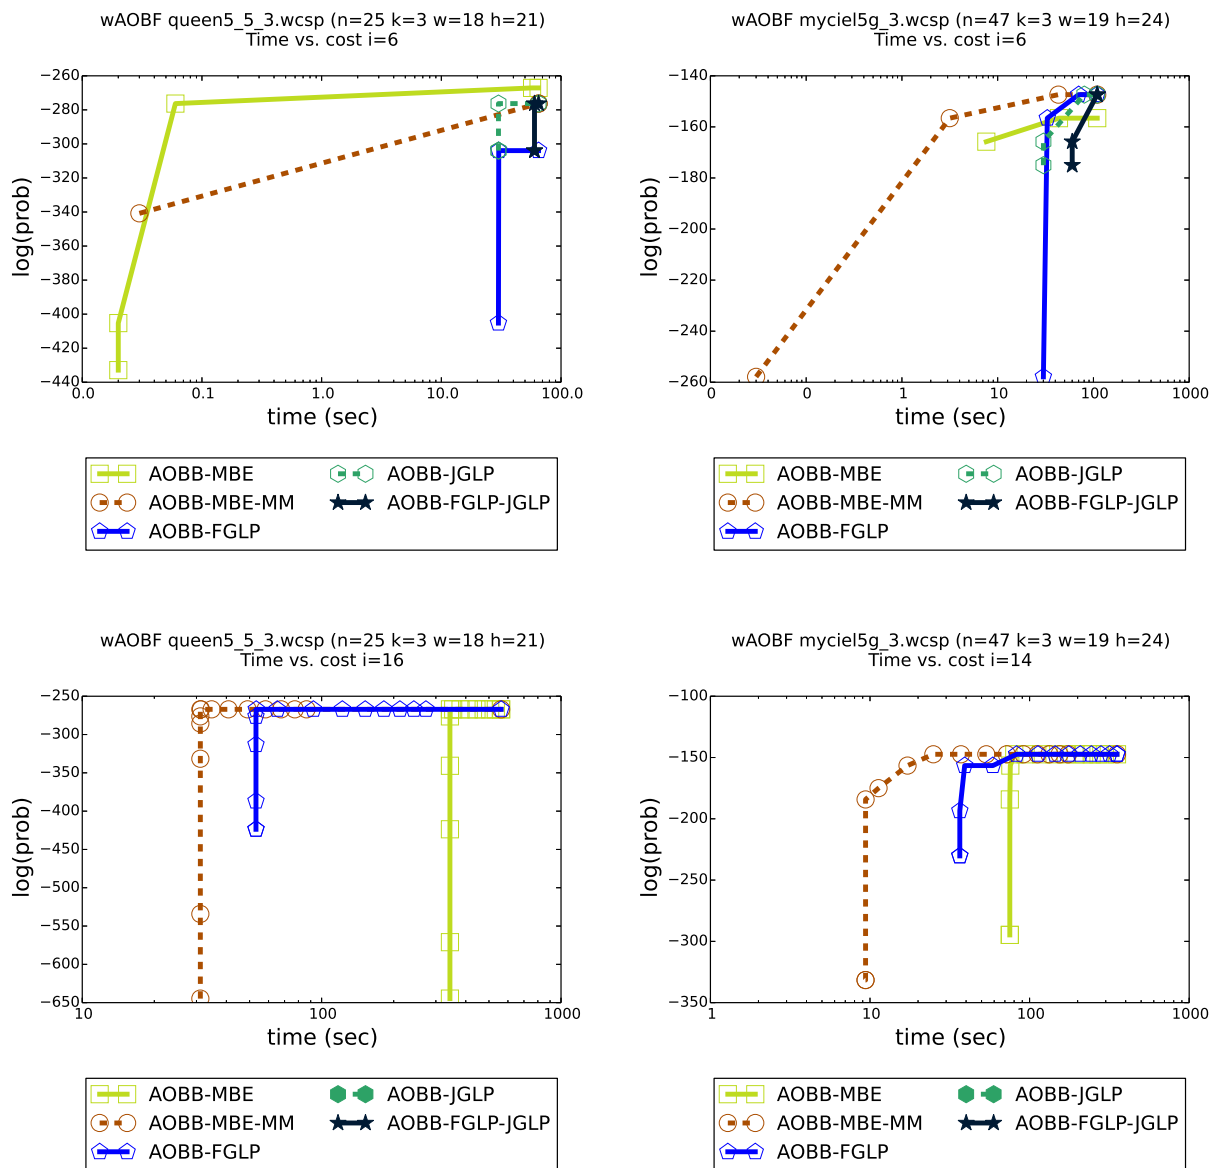 wAOBF queen5_5_3.wcsp (n=25 k=3 w=18 h=21)
Time vs. cost i=6
−260
−280
−300
−320
−340
−360
−380
−400
−420
−440
log(prob)
0.0 0.1 1.0 10.0 100.0
time (sec)
AOBB-MBE
AOBB-MBE-MM
AOBB-FGLP
AOBB-JGLP
AOBB-FGLP-JGLP
wAOBF myciel5g_3.wcsp (n=47 k=3 w=19 h=24)
Time vs. cost i=6
−140
−160
−180
−200
−220
−240
−260
log(prob)
0 0 1 10 100 1000
time (sec)
AOBB-MBE
AOBB-MBE-MM
AOBB-FGLP
AOBB-JGLP
AOBB-FGLP-JGLP
wAOBF queen5_5_3.wcsp (n=25 k=3 w=18 h=21)
Time vs. cost i=16
−250
−300
−350
−400
−450
−500
−550
−600
−650
log(prob)
10 100 1000
time (sec)
AOBB-MBE
AOBB-MBE-MM
AOBB-FGLP
AOBB-JGLP
AOBB-FGLP-JGLP
wAOBF myciel5g_3.wcsp (n=47 k=3 w=19 h=24)
Time vs. cost i=14
−100
−150
−200
−250
−300
−350
log(prob)
1 10 100 1000
time (sec)
AOBB-MBE
AOBB-MBE-MM
AOBB-FGLP
AOBB-JGLP
AOBB-FGLP-JGLP